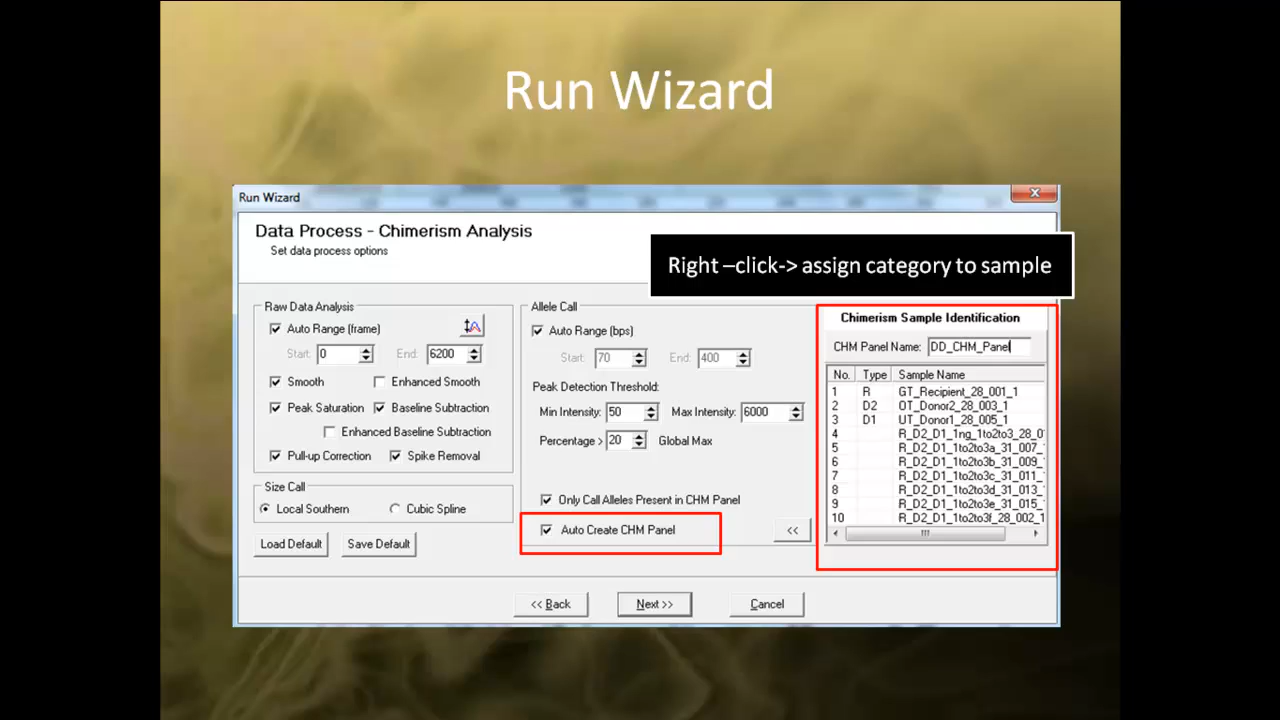 Run Wizard
Run Wizard
Data Process - Chimerism Analysis
Set data process options
Right –click-> assign category to sample
Raw Data Analysis
Auto Range (frame)
Start: 0 End: 6200
Smooth Enhanced Smooth
Peak Saturation Baseline Subtraction
Enhanced Baseline Subtraction
Pull-up Correction Spike Removal
Size Call
Local Southern Cubic Spline
Load Default Save Default
Allele Call
Auto Range (bps)
Start: 70 End: 400
Peak Detection Threshold:
Min Intensity: 50 Max Intensity: 6000
Percentage > 20 Global Max
Only Call Alleles Present in CHM Panel
Auto Create CHM Panel <<
Chimerism Sample Identification
CHM Panel Name: DD_CHM_Panel
No. Type Sample Name
1 R GT_Recipient_28_001_1
2 D2 OT_Donor2_28_003_1
3 D1 UT_Donor1_28_005_1
4 R_D2_D1_1ng_1to2to3_28_0
5 R_D2_D1_1to2to3a_31_007_
6 R_D2_D1_1to2to3b_31_009_
7 R_D2_D1_1to2to3c_31_011_
8 R_D2_D1_1to2to3d_31_013_
9 R_D2_D1_1to2to3e_31_015_
10 R_D2_D1_1to2to3f_28_002_1
<< Back Next >> Cancel